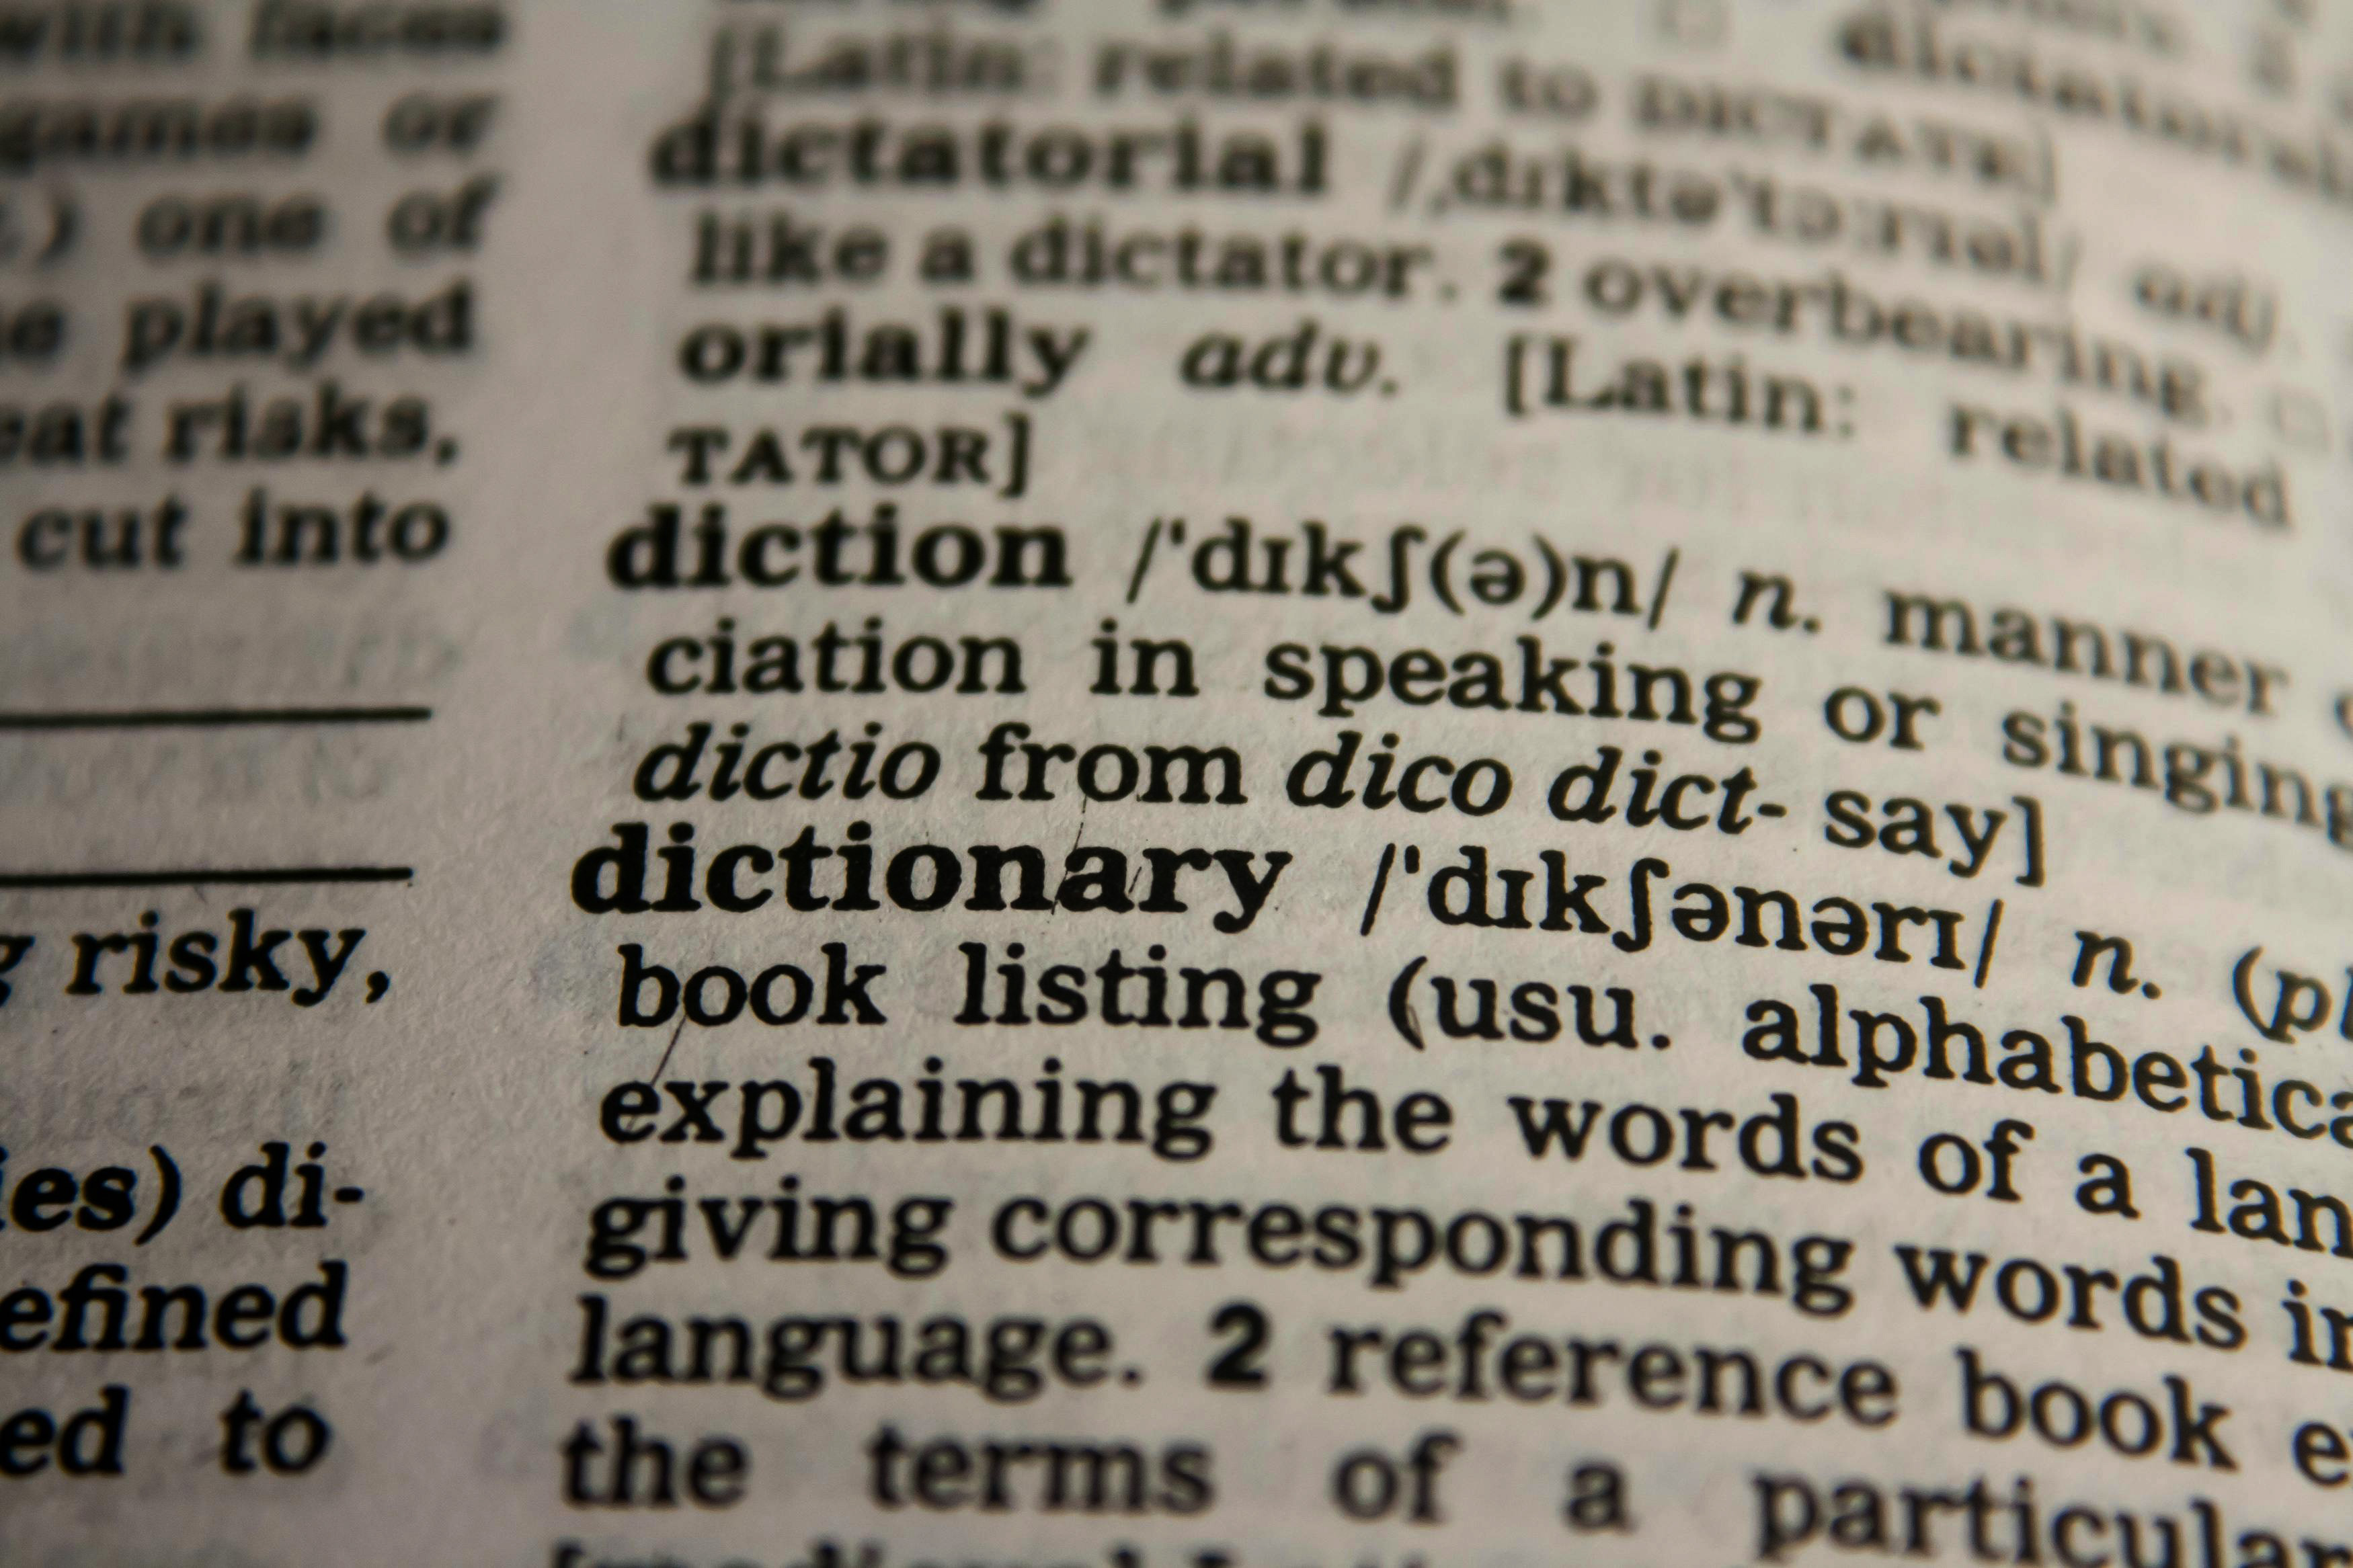 with faces
games or
.) one of
played
risks,
cut into
risky,
ies) di-
efined
ed to
[Latin: related to DICTATE]
dictatorial /ˌdɪktəˈtɔːrɪəl/ adj.
like a dictator. 2 overbearing.
orially adv. [Latin: related
TATOR]
diction /ˈdɪkʃ(ə)n/ n. manner
ciation in speaking or singing
dictio from dico dict- say]
dictionary /ˈdɪkʃənərɪ/ n. (pl
book listing (usu. alphabetica
explaining the words of a lan
giving corresponding words in
language. 2 reference book e
the terms of a particular